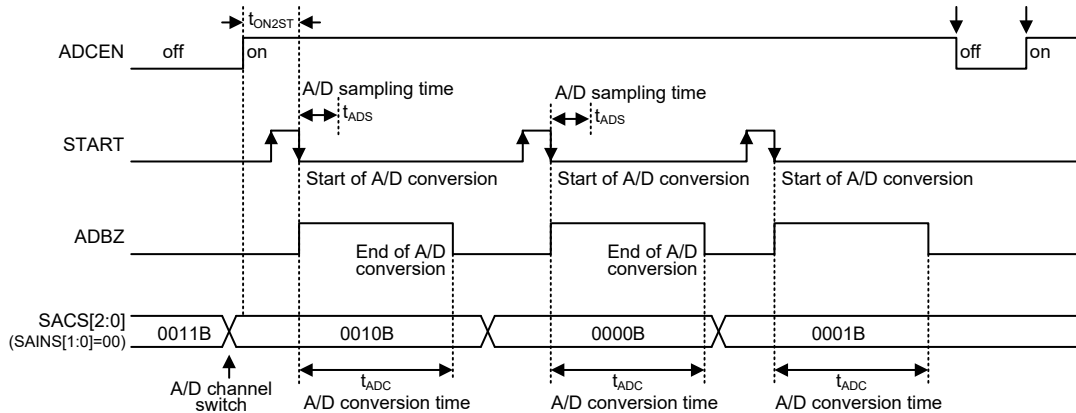 tON2ST
ADCEN
off
on
off
on
A/D sampling time
tADS
A/D sampling time
tADS
START
Start of A/D conversion
Start of A/D conversion
Start of A/D conversion
ADBZ
End of A/D
conversion
End of A/D
conversion
SACS[2:0]
(SAINS[1:0]=00)
0011B
0010B
0000B
0001B
A/D channel
switch
tADC
A/D conversion time
tADC
A/D conversion time
tADC
A/D conversion time